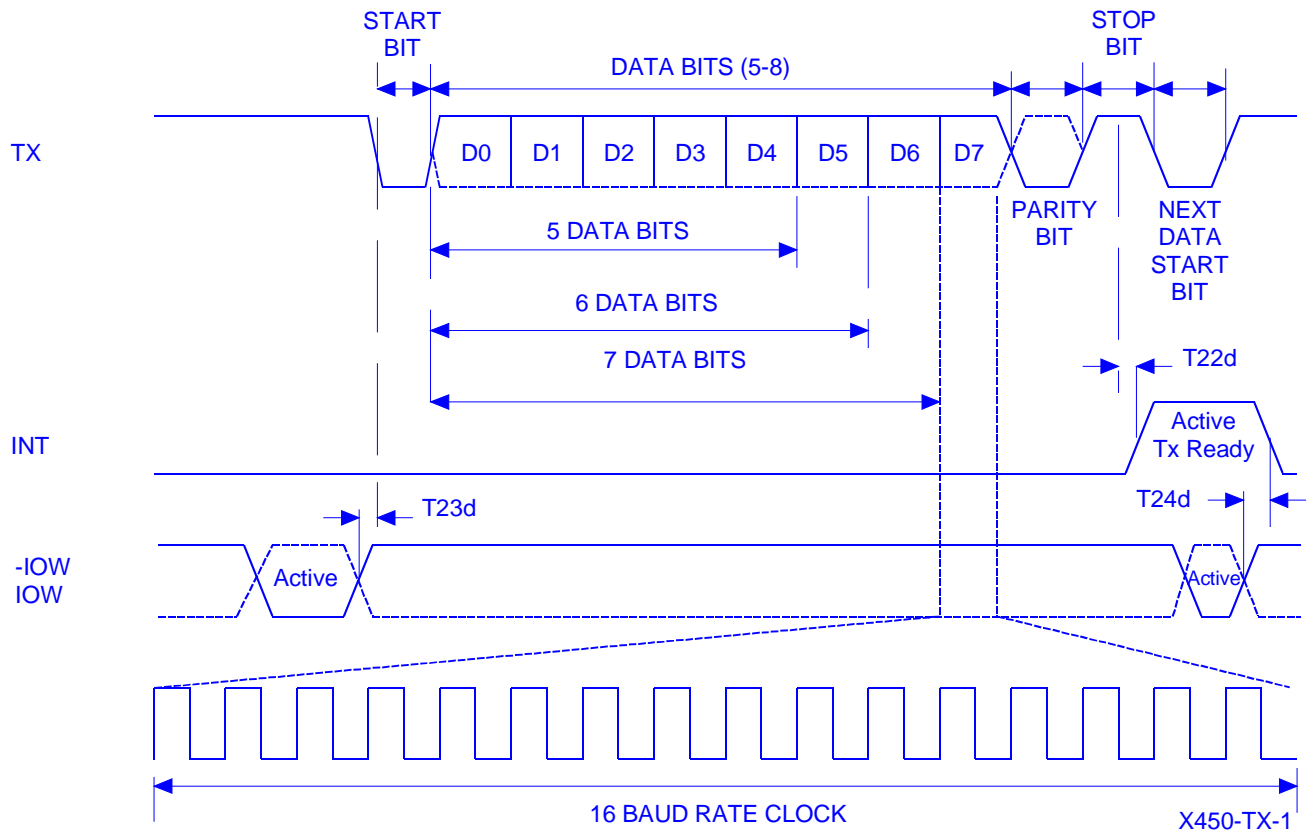 START
BIT
STOP
BIT
DATA BITS (5-8)
TX
D0 D1 D2 D3 D4 D5 D6 D7
PARITY
BIT
NEXT
DATA
START
BIT
5 DATA BITS
6 DATA BITS
7 DATA BITS
T22d
INT
Active
Tx Ready
T23d
T24d
-IOW
IOW
Active
Active
16 BAUD RATE CLOCK
X450-TX-1